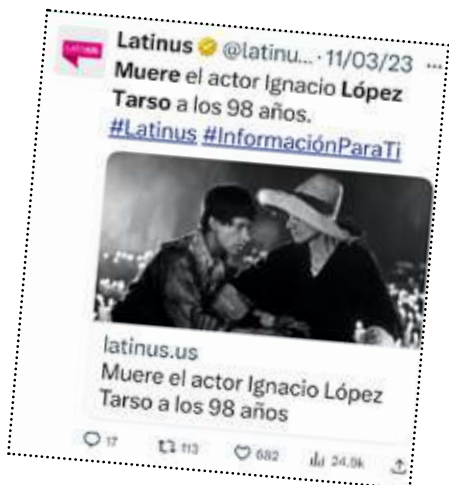 Latinus @latinu... · 11/03/23 ...
Muere el actor Ignacio López
Tarso a los 98 años.
#Latinus #InformaciónParaTi
latinus.us
Muere el actor Ignacio López
Tarso a los 98 años
17 113 682 24.9k